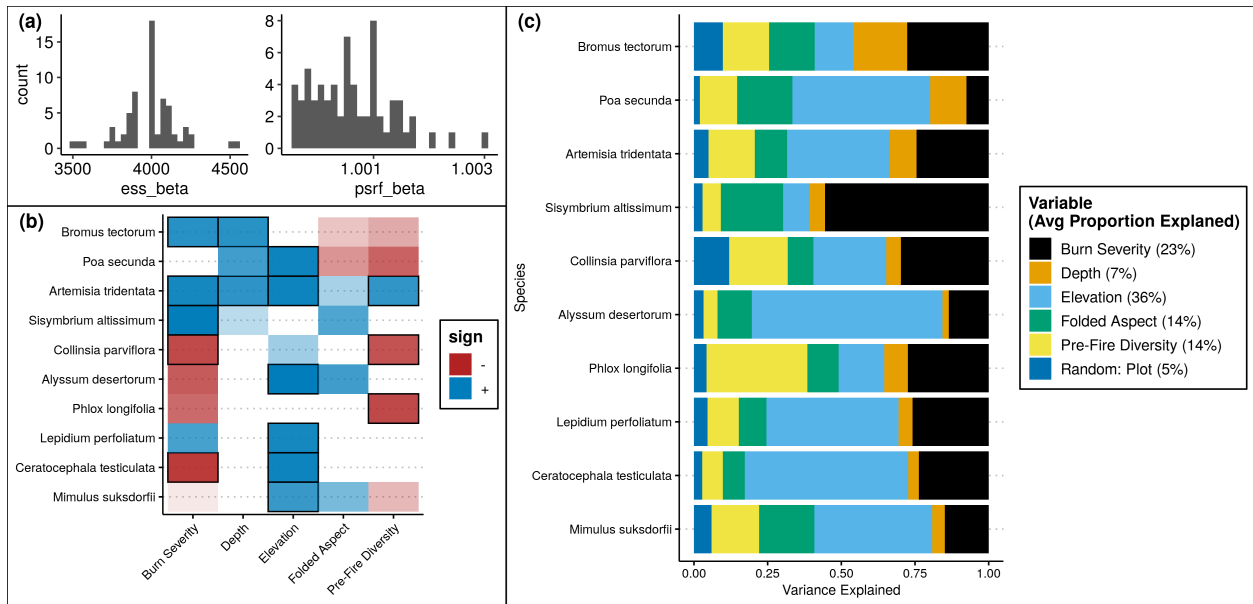 (a)
15
10
5
0
count
3500
4000
4500
ess_beta
8
6
4
2
0
1.001
1.003
psrf_beta
(b)
Bromus tectorum
Poa secunda
Artemisia tridentata
Sisymbrium altissimum
Collinsia parviflora
Alyssum desertorum
Phlox longifolia
Lepidium perfoliatum
Ceratocephala testiculata
Mimulus suksdorfii
Burn Severity
Depth
Elevation
Folded Aspect
Pre-Fire Diversity
sign
-
+
(c)
Species
Bromus tectorum
Poa secunda
Artemisia tridentata
Sisymbrium altissimum
Collinsia parviflora
Alyssum desertorum
Phlox longifolia
Lepidium perfoliatum
Ceratocephala testiculata
Mimulus suksdorfii
0.00
0.25
0.50
0.75
1.00
Variance Explained
Variable
(Avg Proportion Explaned)
Burn Severity (23%)
Depth (7%)
Elevation (36%)
Folded Aspect (14%)
Pre-Fire Diversity (14%)
Random: Plot (5%)